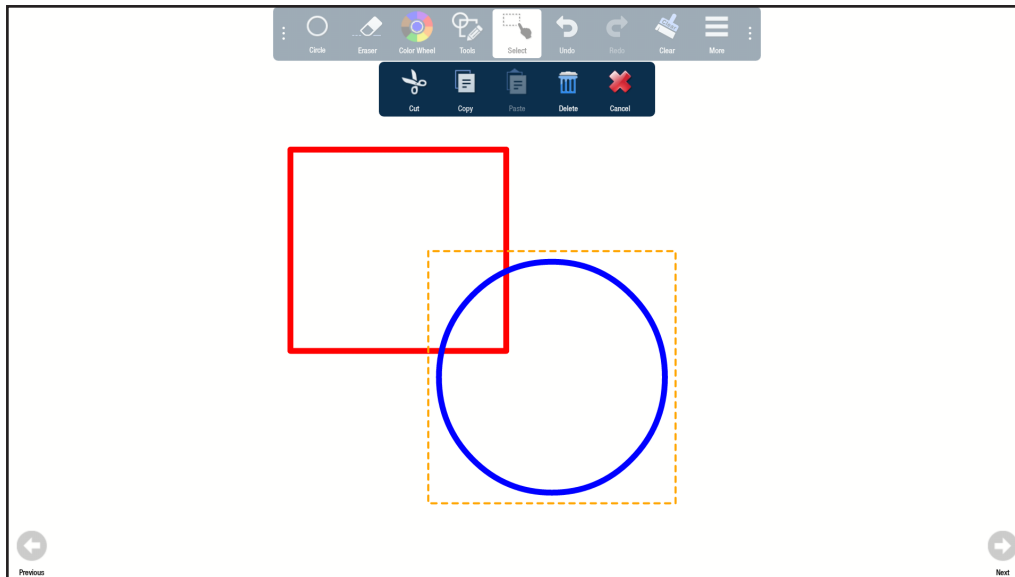 Circle Eraser Color Wheel Tools Select Undo Redo Clear More
Cut Copy Paste Delete Cancel
Previous Next